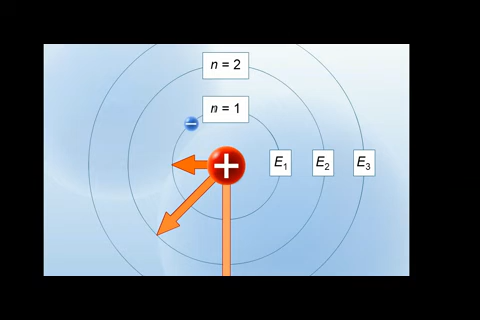 n = 2
n = 1
E₁ E₂ E₃